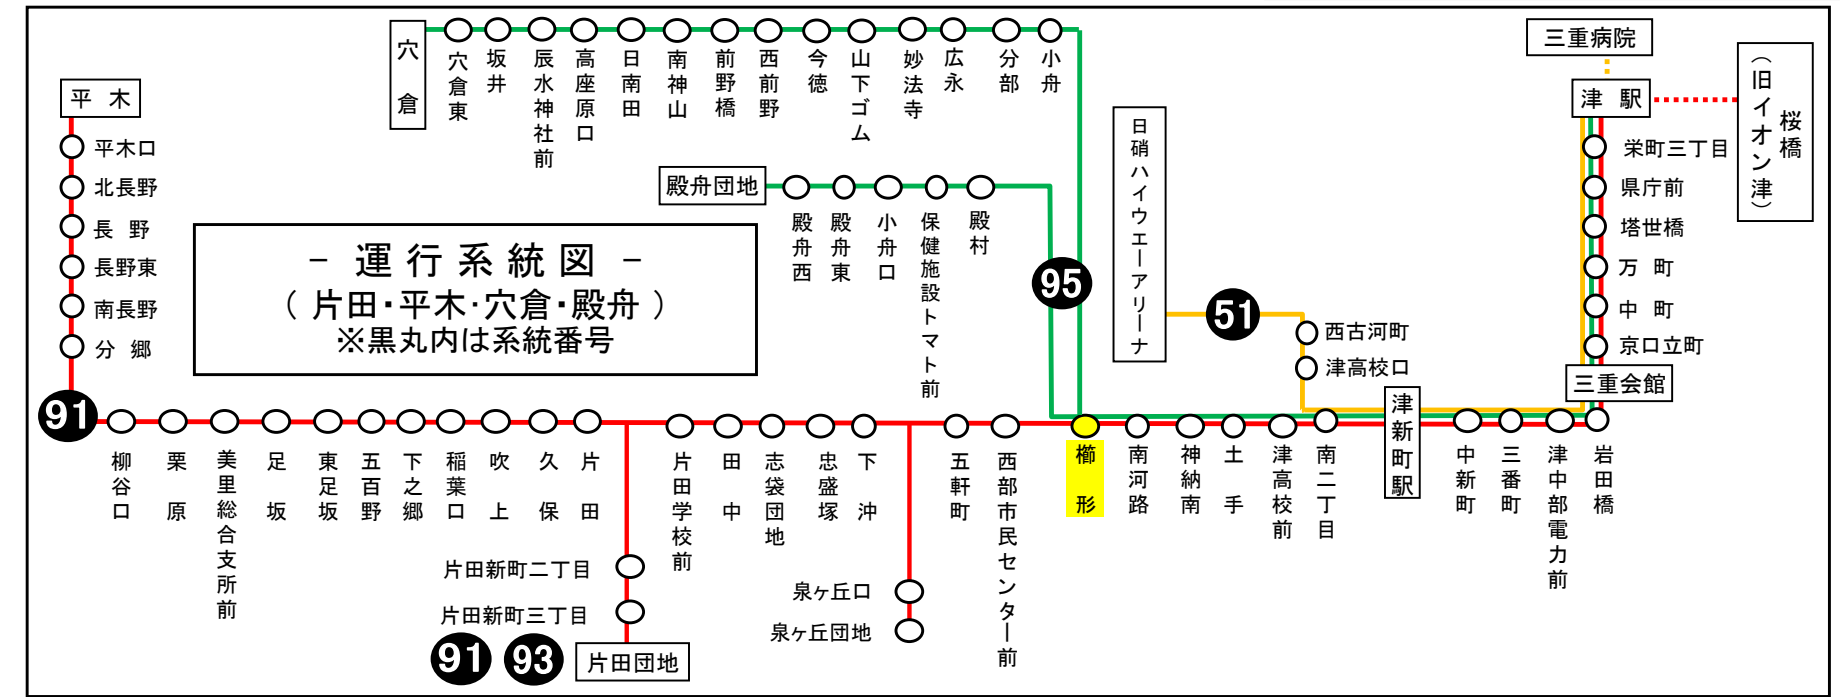 穴倉
穴倉東
坂井
辰水神社前
高座原口
日南田
南神山
前野橋
西前野
今徳
山下ゴム
妙法寺
広永
分部
小舟
三重病院
津 駅
桜橋
（旧イオン津）
平 木
平木口
北長野
長 野
長野東
南長野
分 郷
殿舟団地
殿舟西
殿舟東
小舟口
保健施設トマト前
殿村
日硝ハイウエーアリーナ
栄町三丁目
県庁前
塔世橋
万 町
中 町
京口立町
三重会館
- 運行系統図 -
（ 片田・平木・穴倉・殿舟 ）
※黒丸内は系統番号
95
51
西古河町
津高校口
津新町駅
91
柳谷口
栗原
美里総合支所前
足坂
東足坂
五百野
下之郷
稲葉口
吹上
久保
片田
片田学校前
田中
志袋団地
忠盛塚
下沖
五軒町
西部市民センター前
櫛形
南河路
神納南
土手
津高校前
南二丁目
中新町
三番町
津中部電力前
岩田橋
片田新町二丁目
片田新町三丁目
91 93 片田団地
泉ヶ丘口
泉ヶ丘団地